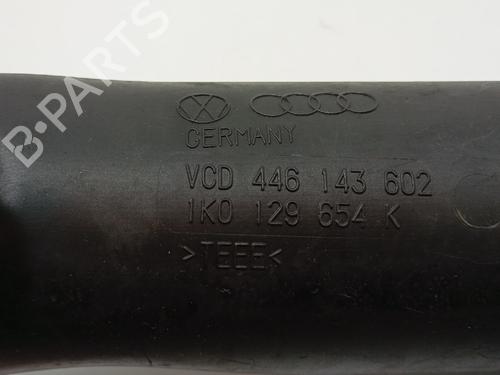 B-PARTS
GERMANY
VCD 446 143 602
1K0 129 654 K
>TEEE<